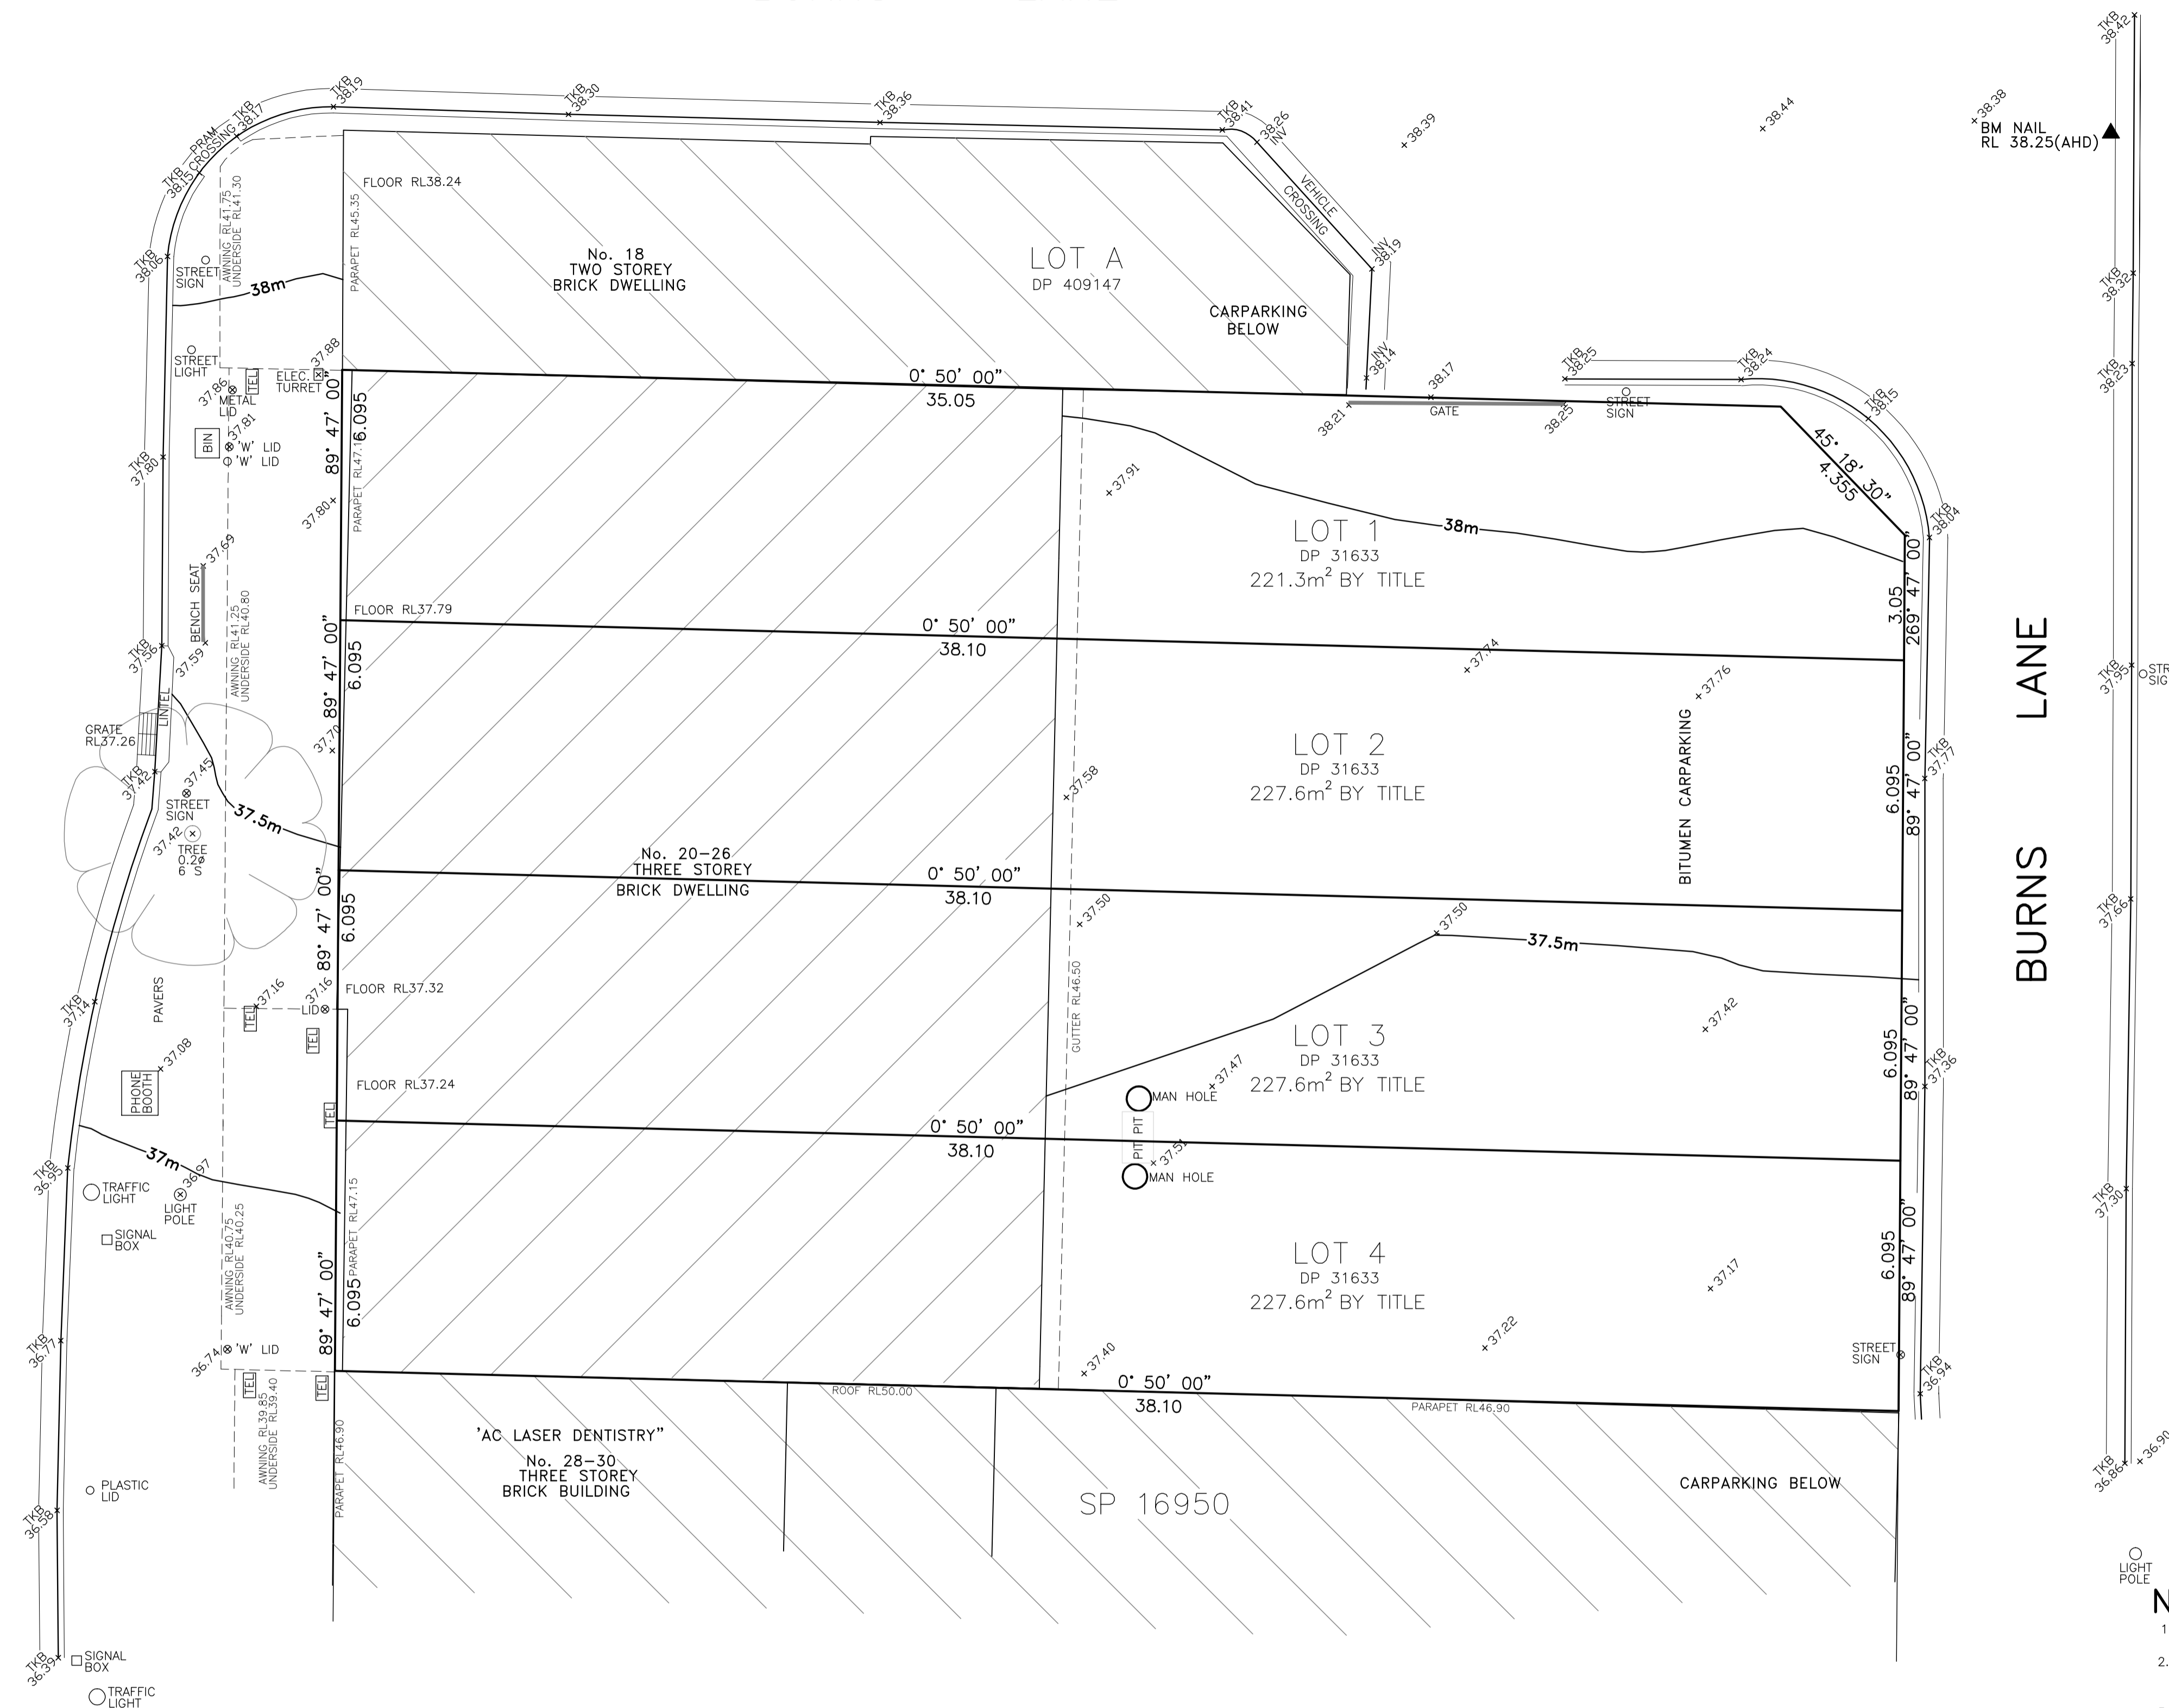 TKB
38.42
TKB
38.19
TKB
38.30
TKB
38.36
TKB
38.41
38.26
INV
38.39
38.44
38.38
BM NAIL
RL 38.25(AHD)
PRAM
CROSSING
TKB
38.17
TKB
38.15
FLOOR RL38.24
PARAPET RL45.35
AWNING RL41.75
UNDERSIDE RL41.30
VEHICLE
CROSSING
INV
38.19
TKB
38.06
STREET
SIGN
38m
No. 18
TWO STOREY
BRICK DWELLING
LOT A
DP 409147
CARPARKING
BELOW
TKB
38.32
STREET
LIGHT
37.88
ELEC.
TURRET
TEL
37.86
METAL
LID
INV
38.14
38.17
TKB
38.25
TKB
38.24
TKB
38.23
0° 50' 00"
35.05
38.21
GATE
38.25
STREET
SIGN
TKB
38.15
BIN
37.81
'W' LID
'W' LID
89° 47' 00"
6.095
TKB
37.80
37.80
37.91
45° 18' 30"
4.355
38m
TKB
38.04
LOT 1
DP 31633
221.3m2 BY TITLE
37.69
BENCH SEAT
37.59
AWNING RL41.25
UNDERSIDE RL40.80
FLOOR RL37.79
TKB
37.56
89° 47' 00"
6.095
0° 50' 00"
38.10
3.05
269° 47' 00"
37.74
37.76
TKB
37.95
BURNS LANE
LINTEL
GRATE
RL37.26
37.70
TKB
37.42
37.45
STREET
SIGN
37.42
TREE
0.2ø
6 S
37.5m
LOT 2
DP 31633
227.6m2 BY TITLE
37.58
BITUMEN CARPARKING
6.095
89° 47' 00"
TKB
37.77
No. 20-26
THREE STOREY
BRICK DWELLING
0° 50' 00"
38.10
89° 47' 00"
6.095
37.50
37.50
37.5m
TKB
37.66
PAVERS
TKB
37.14
TEL
37.16
37.16
LID
TEL
FLOOR RL37.32
GUTTER RL46.50
LOT 3
DP 31633
227.6m2 BY TITLE
37.42
6.095
89° 47' 00"
TKB
37.36
PHONE
BOOTH
37.08
FLOOR RL37.24
TEL
37.47
MAN HOLE
PIT PIT
37.51
MAN HOLE
0° 50' 00"
38.10
37m
TKB
36.95
TRAFFIC
LIGHT
36.97
LIGHT
POLE
SIGNAL
BOX
AWNING RL40.75
UNDERSIDE RL40.25
PARAPET RL47.15
89° 47' 00"
6.095
LOT 4
DP 31633
227.6m2 BY TITLE
37.17
37.22
6.095
89° 47' 00"
TKB
37.30
TKB
36.77
36.74
'W' LID
37.40
STREET
SIGN
TKB
36.94
TEL
TEL
0° 50' 00"
38.10
ROOF RL50.00
PARAPET RL46.90
AWNING RL39.85
UNDERSIDE RL39.40
PARAPET RL46.90
'AC LASER DENTISTRY"
No. 28-30
THREE STOREY
BRICK BUILDING
SP 16950
CARPARKING BELOW
TKB
36.86
36.90
PLASTIC
LID
TKB
36.58
LIGHT
POLE
N
1
2.
TKB
36.39
SIGNAL
BOX
TRAFFIC
LIGHT